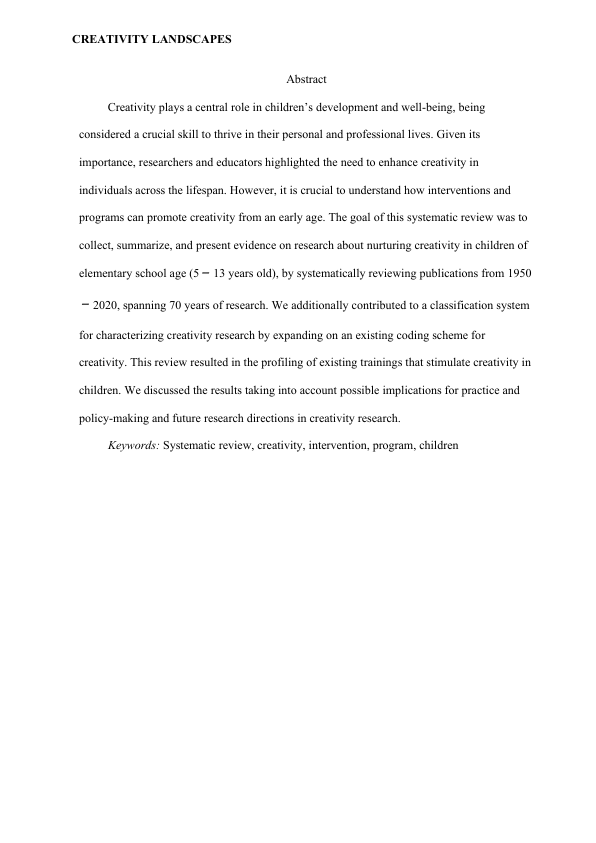 CREATIVITY LANDSCAPES
Abstract
Creativity plays a central role in children’s development and well-being, being
considered a crucial skill to thrive in their personal and professional lives. Given its
importance, researchers and educators highlighted the need to enhance creativity in
individuals across the lifespan. However, it is crucial to understand how interventions and
programs can promote creativity from an early age. The goal of this systematic review was to
collect, summarize, and present evidence on research about nurturing creativity in children of
elementary school age (5 − 13 years old), by systematically reviewing publications from 1950
− 2020, spanning 70 years of research. We additionally contributed to a classification system
for characterizing creativity research by expanding on an existing coding scheme for
creativity. This review resulted in the profiling of existing trainings that stimulate creativity in
children. We discussed the results taking into account possible implications for practice and
policy-making and future research directions in creativity research.
Keywords: Systematic review, creativity, intervention, program, children